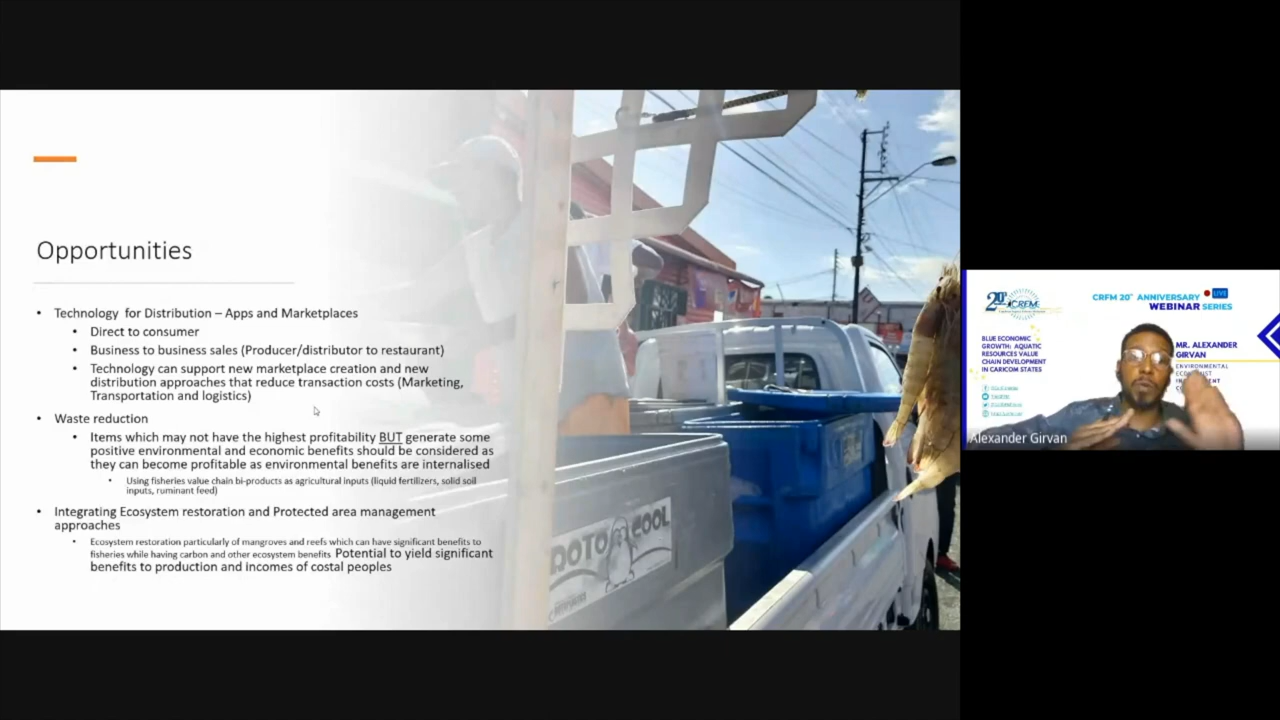 Opportunities
• Technology for Distribution – Apps and Marketplaces
• Direct to consumer
• Business to business sales (Producer/distributor to restaurant)
• Technology can support new marketplace creation and new
distribution approaches that reduce transaction costs (Marketing,
Transportation and logistics)
• Waste reduction
• Items which may not have the highest profitability BUT generate some
positive environmental and economic benefits should be considered as
they can become profitable as environmental benefits are internalised
• Using fisheries value chain bi-products as agricultural inputs (liquid fertilizers, solid soil
inputs, ruminant feed)
• Integrating Ecosystem restoration and Protected area management
approaches
• Ecosystem restoration particularly of mangroves and reefs which can have significant benefits to
fisheries while having carbon and other ecosystem benefits Potential to yield significant
benefits to production and incomes of costal peoples
ROTO COOL
20
CRFM
CRFM 20th ANNIVERSARY
LIVE
WEBINAR SERIES
BLUE ECONOMIC
GROWTH: AQUATIC
RESOURCES VALUE
CHAIN DEVELOPMENT
IN CARICOM STATES
MR. ALEXANDER
GIRVAN
ENVIRONMENTAL
Alexander Girvan